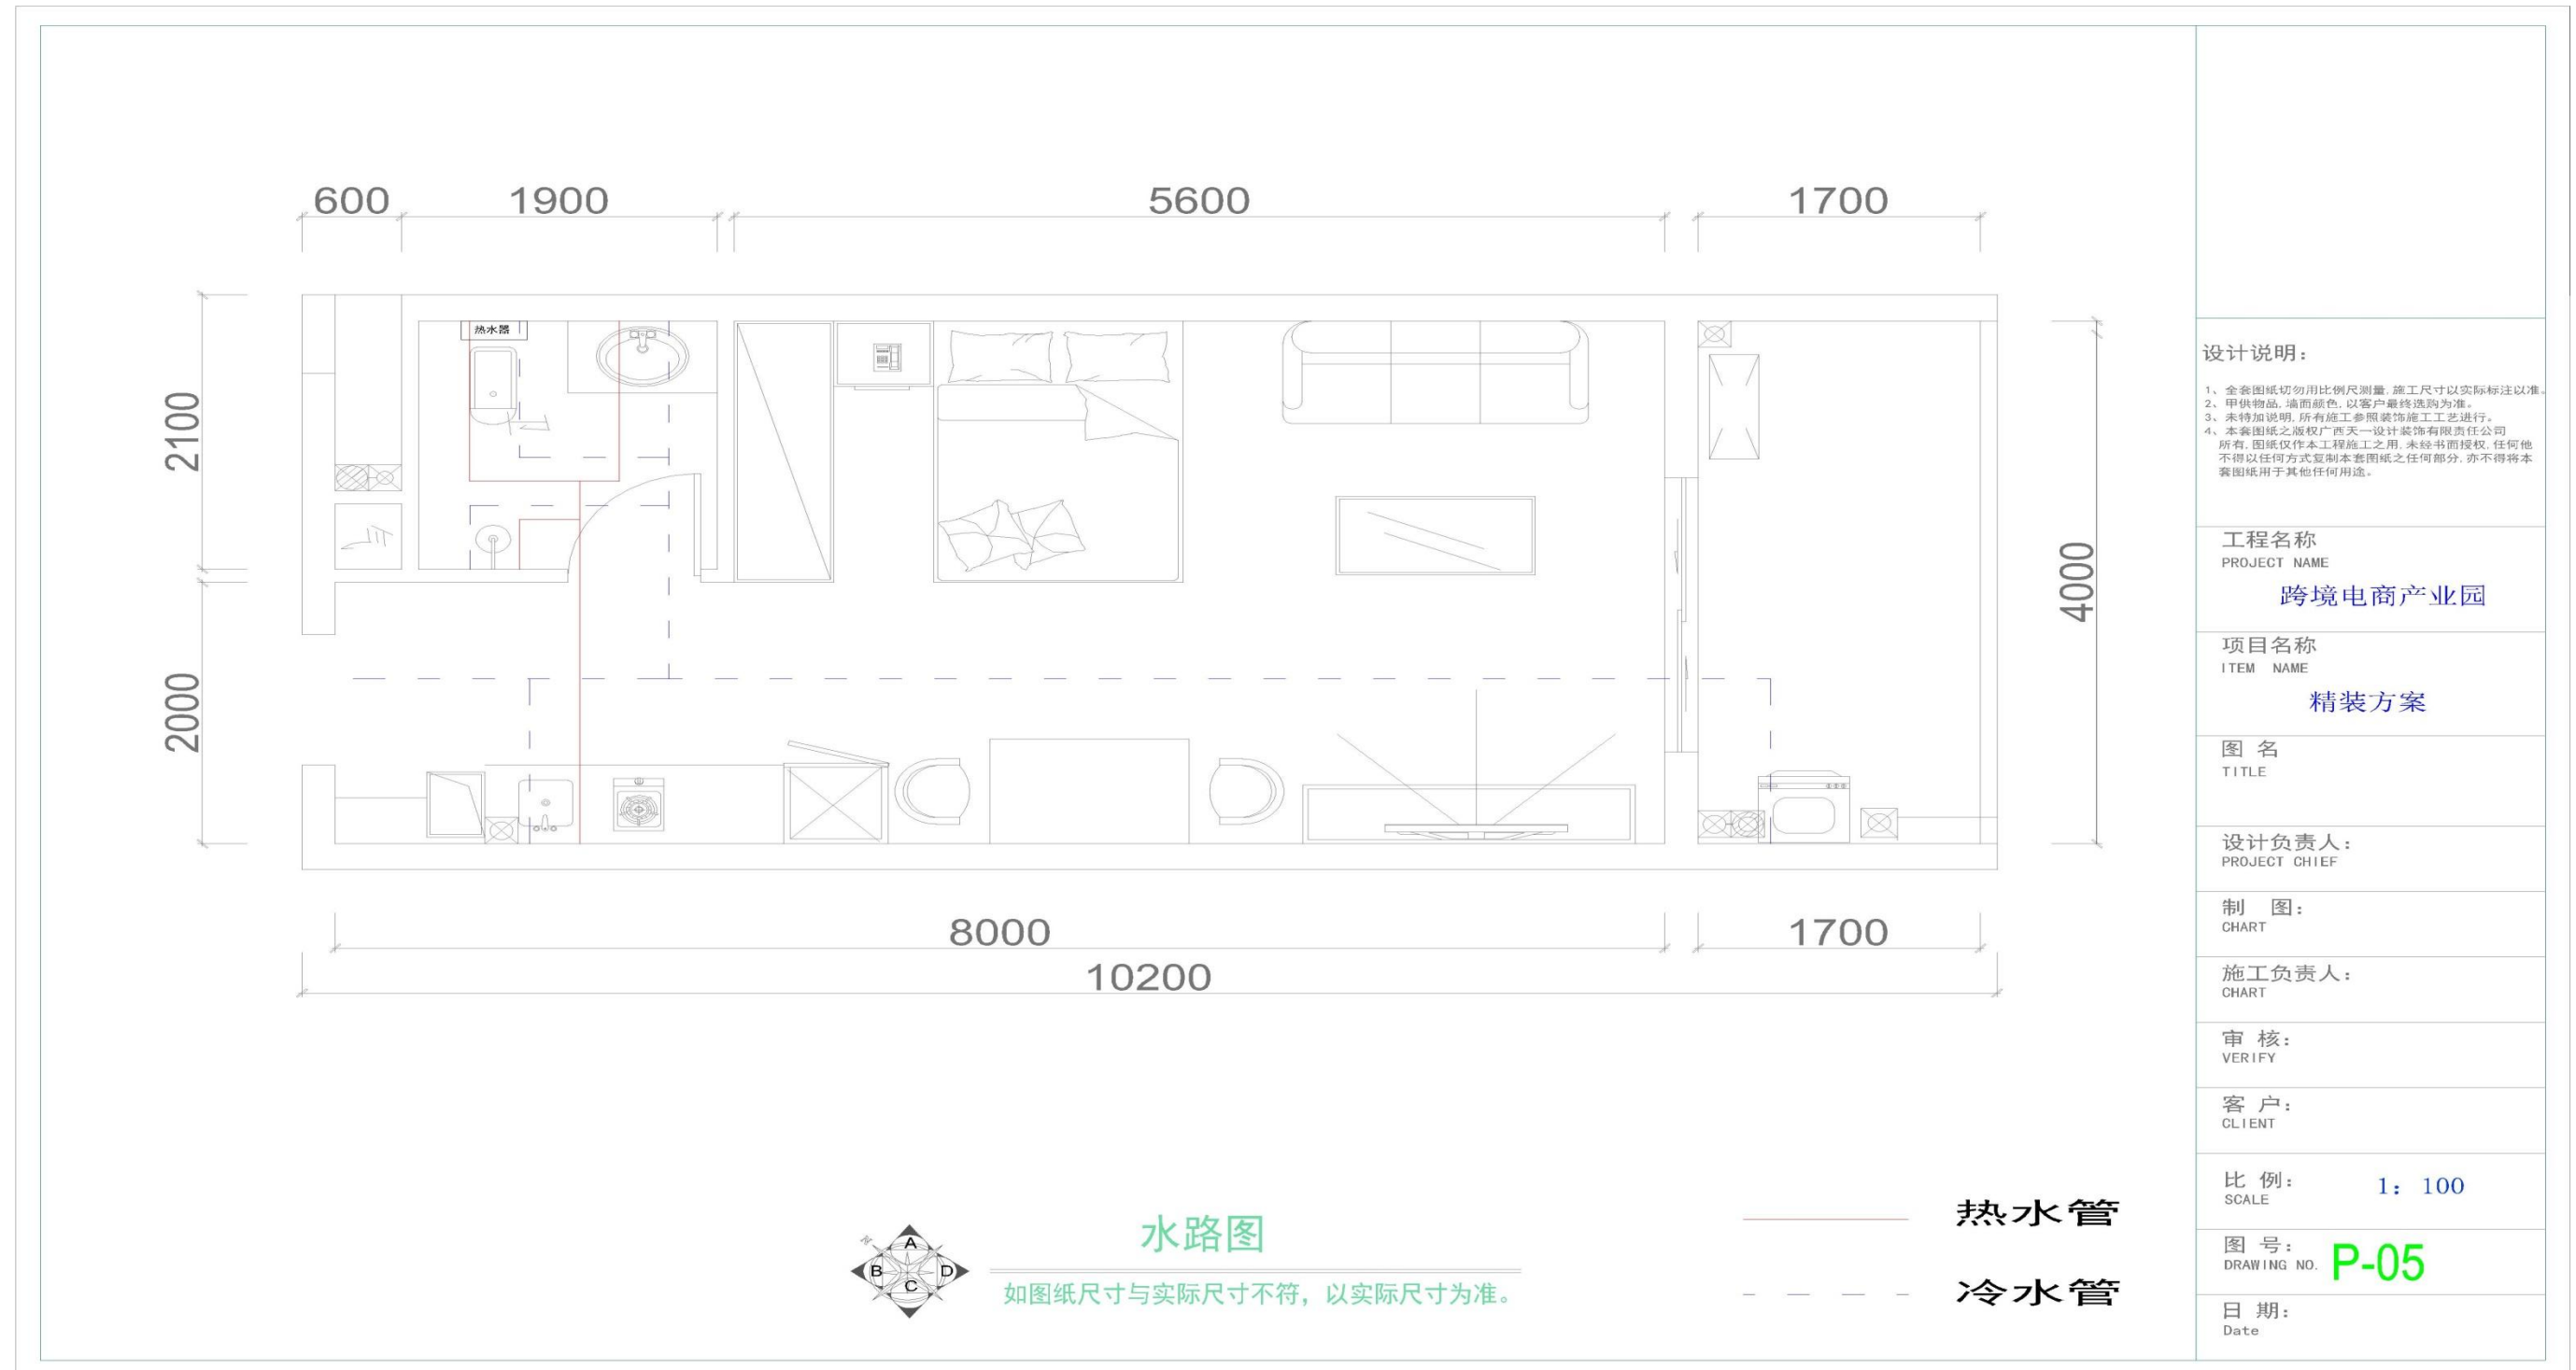 600
1900
5600
1700
2100
2000
4000
热水器
8000
1700
10200
N
A
B
D
C
水路图
如图纸尺寸与实际尺寸不符，以实际尺寸为准。
热水管
冷水管
设计说明：
1、全套图纸切勿用比例尺测量，施工尺寸以实际标注以准。
2、甲供物品，墙面颜色，以客户最终选购为准。
3、未特加说明，所有施工参照装饰施工工艺进行。
4、本套图纸之版权广西天一设计装饰有限责任公司
所有，图纸仅作本工程施工之用，未经书面授权，任何他
不得以任何方式复制本套图纸之任何部分，亦不得将本
套图纸用于其他任何用途。
工程名称
PROJECT NAME
跨境电商产业园
项目名称
ITEM NAME
精装方案
图 名
TITLE
设计负责人：
PROJECT CHIEF
制 图：
CHART
施工负责人：
CHART
审 核：
VERIFY
客 户：
CLIENT
比 例：
SCALE
1： 100
图 号：
DRAWING NO.
P-05
日 期：
Date